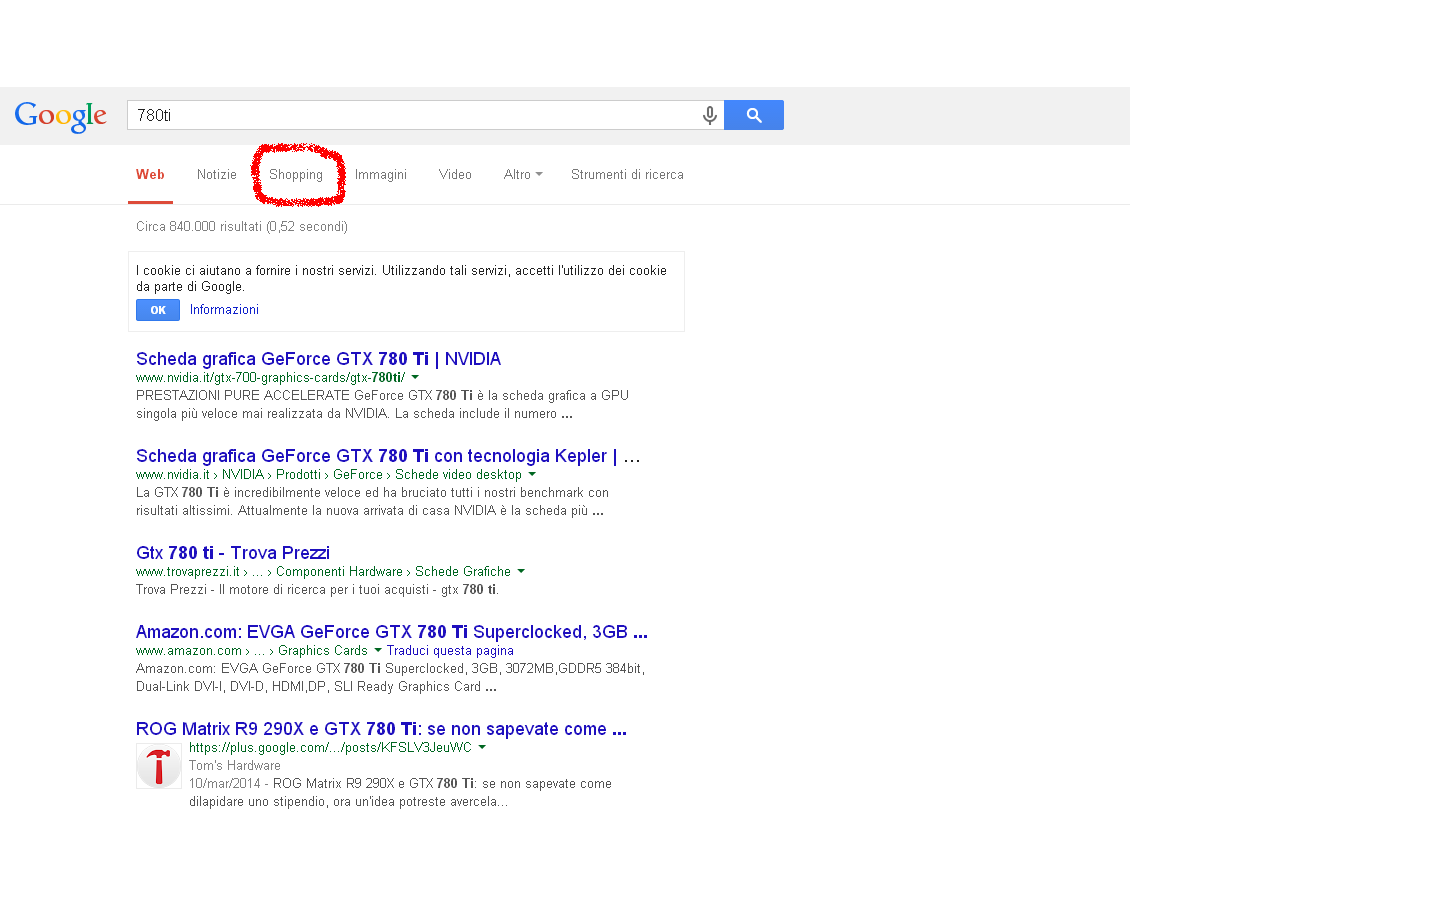 Google
780ti
Web Notizie Shopping Immagini Video Altro Strumenti di ricerca
Circa 840.000 risultati (0,52 secondi)
I cookie ci aiutano a fornire i nostri servizi. Utilizzando tali servizi, accetti l'utilizzo dei cookie
da parte di Google.
OK Informazioni
Scheda grafica GeForce GTX 780 Ti | NVIDIA
www.nvidia.it/gtx-700-graphics-cards/gtx-780ti/
PRESTAZIONI PURE ACCELERATE GeForce GTX 780 Ti è la scheda grafica a GPU
singola più veloce mai realizzata da NVIDIA. La scheda include il numero ...
Scheda grafica GeForce GTX 780 Ti con tecnologia Kepler | ...
www.nvidia.it › NVIDIA › Prodotti › GeForce › Schede video desktop
La GTX 780 Ti è incredibilmente veloce ed ha bruciato tutti i nostri benchmark con
risultati altissimi. Attualmente la nuova arrivata di casa NVIDIA è la scheda più ...
Gtx 780 ti - Trova Prezzi
www.trovaprezzi.it › ... › Componenti Hardware › Schede Grafiche
Trova Prezzi - Il motore di ricerca per i tuoi acquisti - gtx 780 ti.
Amazon.com: EVGA GeForce GTX 780 Ti Superclocked, 3GB ...
www.amazon.com › ... › Graphics Cards Traduci questa pagina
Amazon.com: EVGA GeForce GTX 780 Ti Superclocked, 3GB, 3072MB,GDDR5 384bit,
Dual-Link DVI-I, DVI-D, HDMI,DP, SLI Ready Graphics Card ...
ROG Matrix R9 290X e GTX 780 Ti: se non sapevate come ...
https://plus.google.com/.../posts/KFSLV3JeuWC
Tom's Hardware
10/mar/2014 - ROG Matrix R9 290X e GTX 780 Ti: se non sapevate come
dilapidare uno stipendio, ora un'idea potreste avercela...